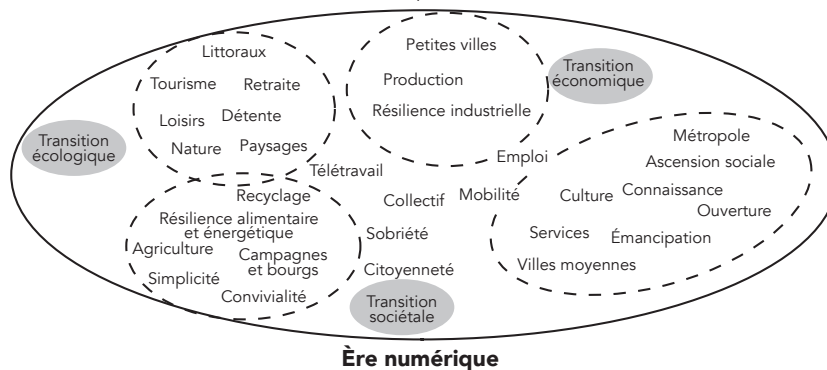 Littoraux
Tourisme
Retraite
Loisirs
Détente
Nature
Paysages
Petites villes
Production
Résilience industrielle
Transition
économique
Transition
écologique
Télétravail
Emploi
Métropole
Ascension sociale
Culture
Connaissance
Ouverture
Services
Émancipation
Villes moyennes
Collectif
Mobilité
Sobriété
Citoyenneté
Recyclage
Résilience alimentaire
et énergétique
Agriculture
Campagnes
et bourgs
Simplicité
Convivialité
Transition
sociétale
Ère numérique